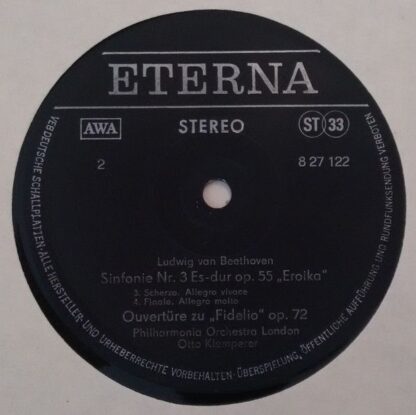 ETERNA
AWA
STEREO
ST 33
2
8 27 122
Ludwig van Beethoven
Sinfonie Nr. 3 Es-dur op. 55 „Eroika"
3. Scherzo. Allegro vivace
4. Finale. Allegro molto
Ouvertüre zu „Fidelio" op. 72
Philharmonia Orchestra London
Otto Klemperer
VEB DEUTSCHE SCHALLPLATTEN·ALLE HERSTELLER- UND URHEBERRECHTE VORBEHALTEN·ÜBERSPIELUNG, ÖFFENTLICHE AUFFÜHRUNG UND RUNDFUNKSENDUNG VERBOTEN